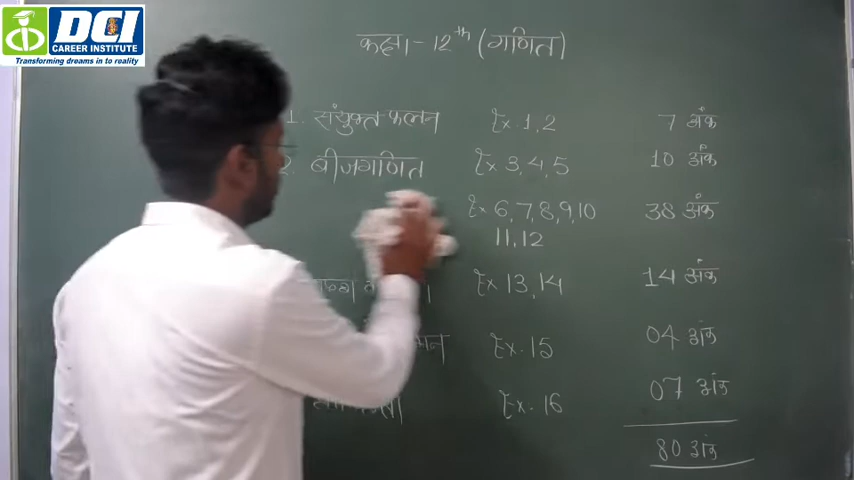 DCI
CAREER INSTITUTE
Transforming dreams in to reality
कक्षा - 12th (गणित)
1. संयुक्त फलन Ex. 1,2 7 अंक
2. बीजगणित Ex 3,4,5 10 अंक
Ex 6,7,8,9,10 38 अंक
11,12
Ex 13,14 14 अंक
Ex. 15 04 अंक
Ex. 16 07 अंक
80 अंक